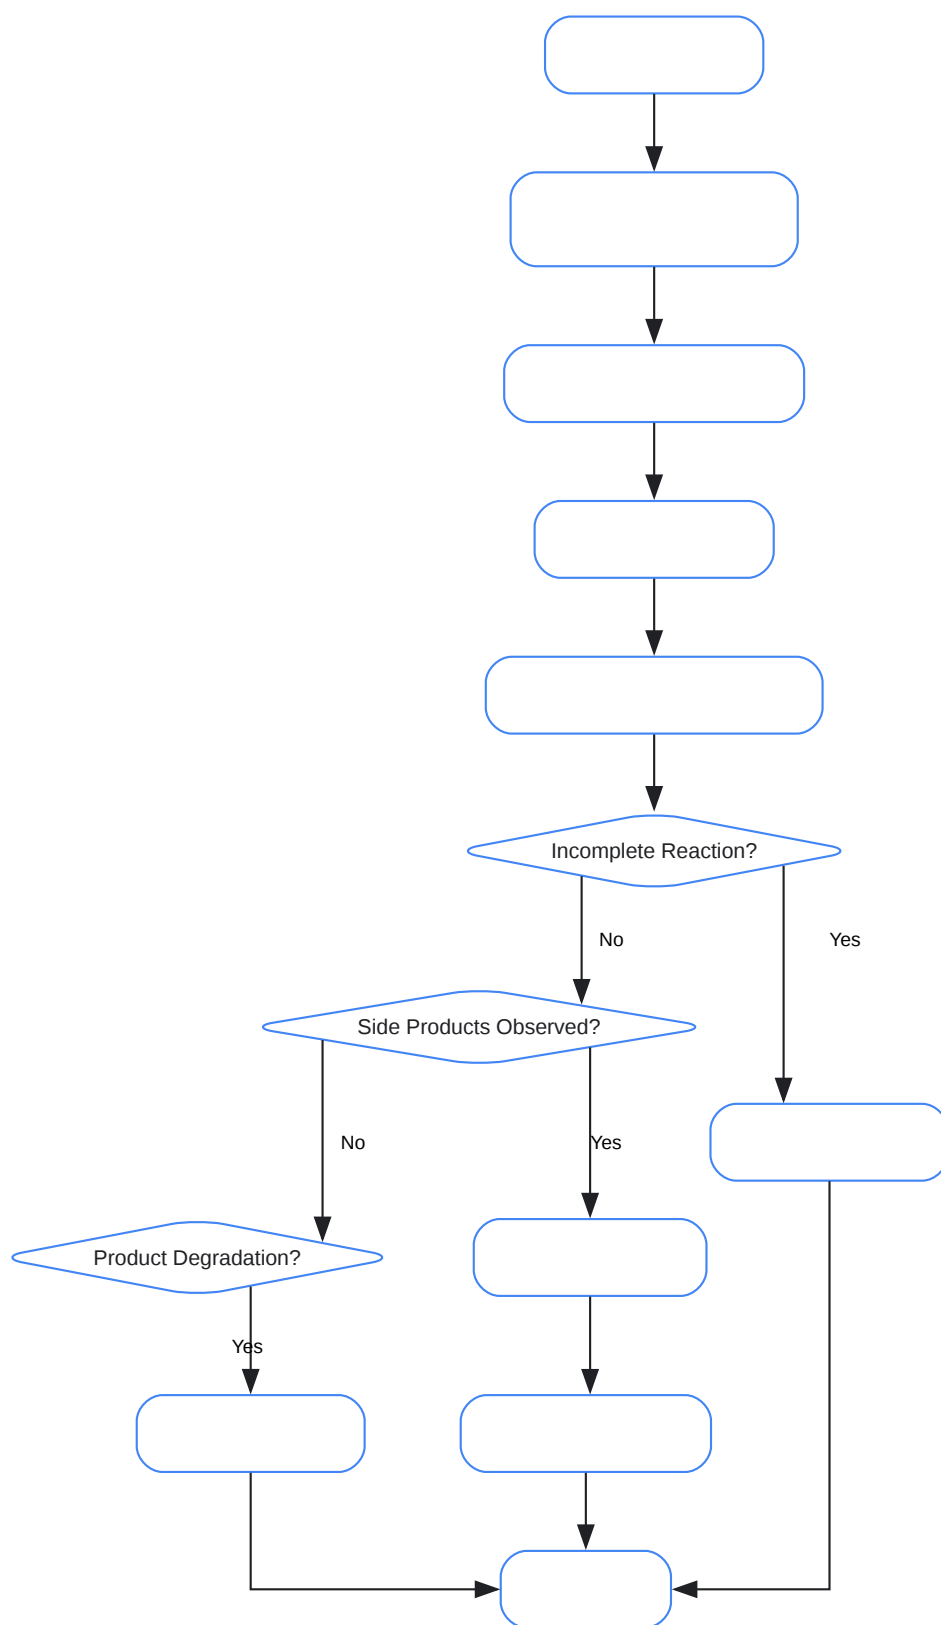 Incomplete Reaction?
No
Yes
Side Products Observed?
No
Yes
Product Degradation?
Yes